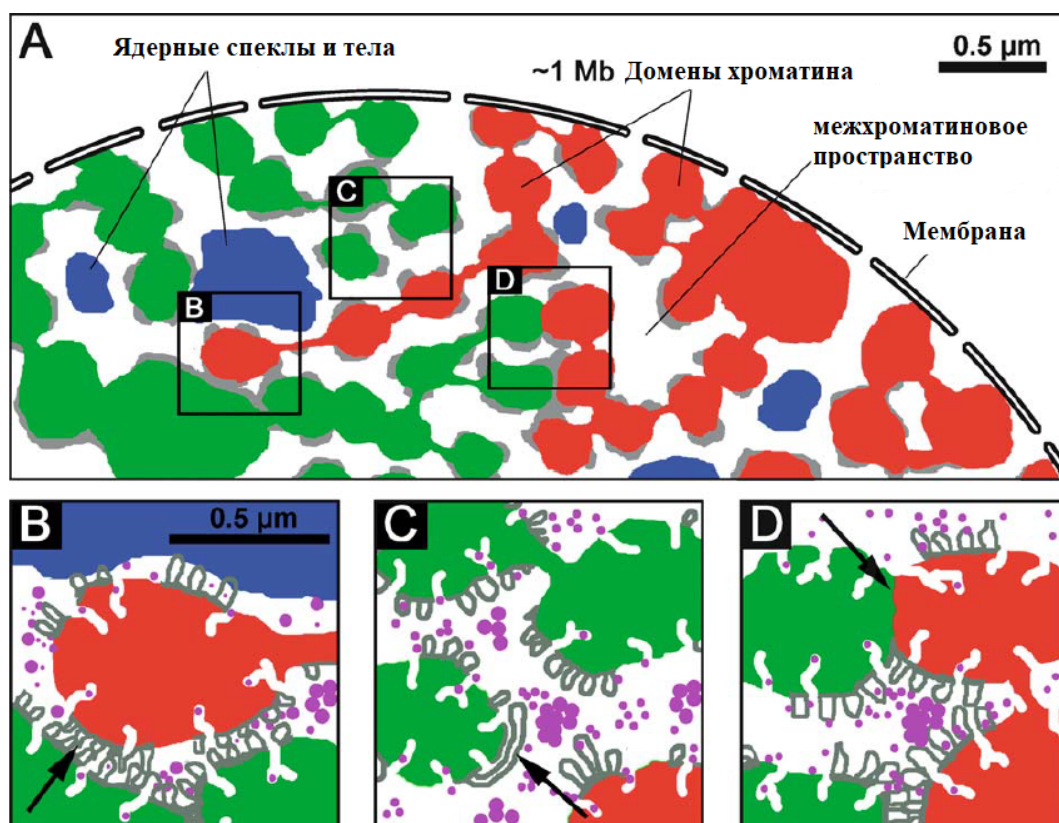 A
Ядерные спеклы и тела
~1 Mb Домены хроматина
0.5 µm
межхроматиновое
пространство
Мембрана
C
D
B
B
0.5 µm
C
D